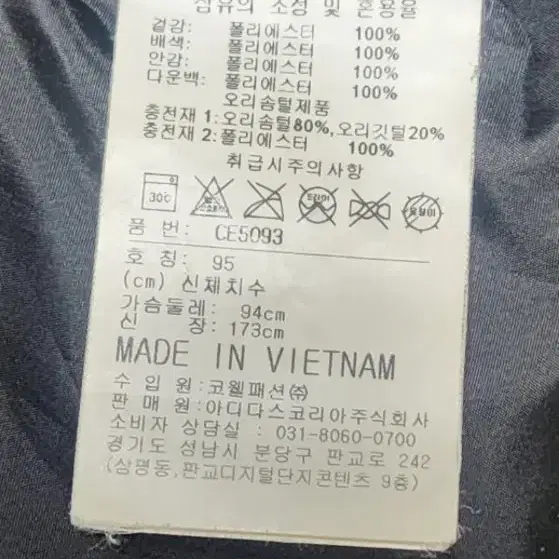 섬유의 조성 및 혼용율
겉감: 폴리에스터 100%
배색: 폴리에스터 100%
안감: 폴리에스터 100%
다운백: 폴리에스터 100%
오리솜털제품
충전재 1: 오리솜털80%, 오리깃털20%
충전재 2: 폴리에스터 100%
취급시주의사항
30℃
드라이
품 번: CE5093
호 칭: 95
(cm) 신체치수
가슴둘레: 94cm
신 장: 173cm
MADE IN VIETNAM
수 입 원 : 코웰패션㈜
판 매 원 : 아디다스코리아주식회사
소비자 상담실 : 031-8060-0700
경기도 성남시 분당구 판교로 242
(삼평동,판교디지털단지콘텐츠 9층)